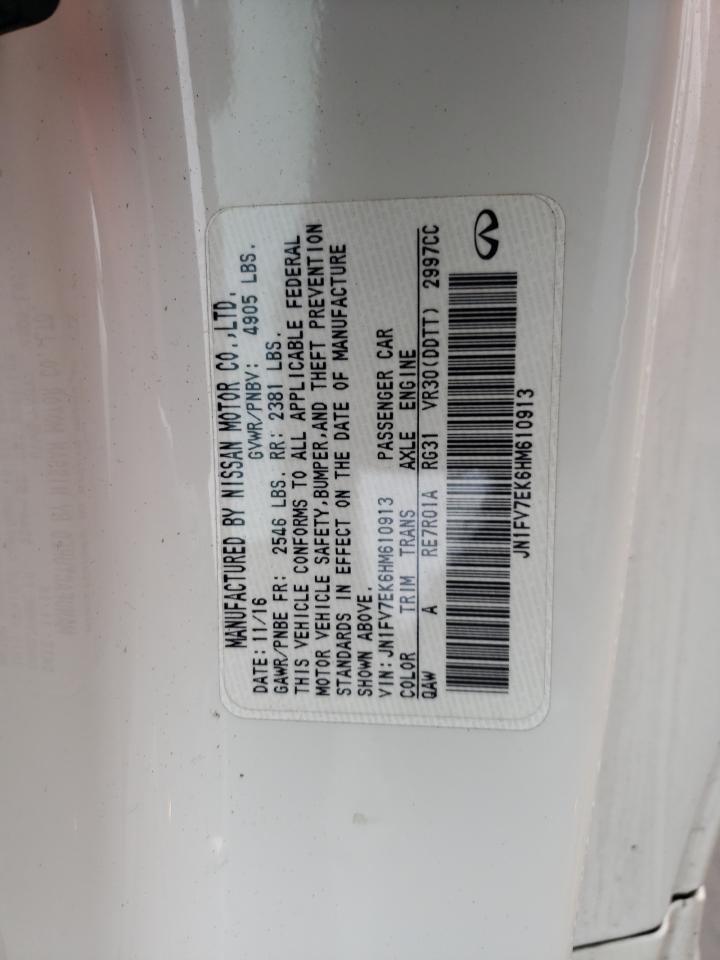 MANUFACTURED BY NISSAN MOTOR CO.,LTD.
DATE: 11/16 GVWR/PNBV: 4905 LBS.
GAWR/PNBE FR: 2546 LBS. RR: 2381 LBS.
THIS VEHICLE CONFORMS TO ALL APPLICABLE FEDERAL
MOTOR VEHICLE SAFETY,BUMPER,AND THEFT PREVENTION
STANDARDS IN EFFECT ON THE DATE OF MANUFACTURE
SHOWN ABOVE.
VIN: JN1FV7EK6HM610913 PASSENGER CAR
COLOR TRIM TRANS AXLE ENGINE
QAW A RE7R01A RG31 VR30(DDTT) 2997CC
JN1FV7EK6HM610913